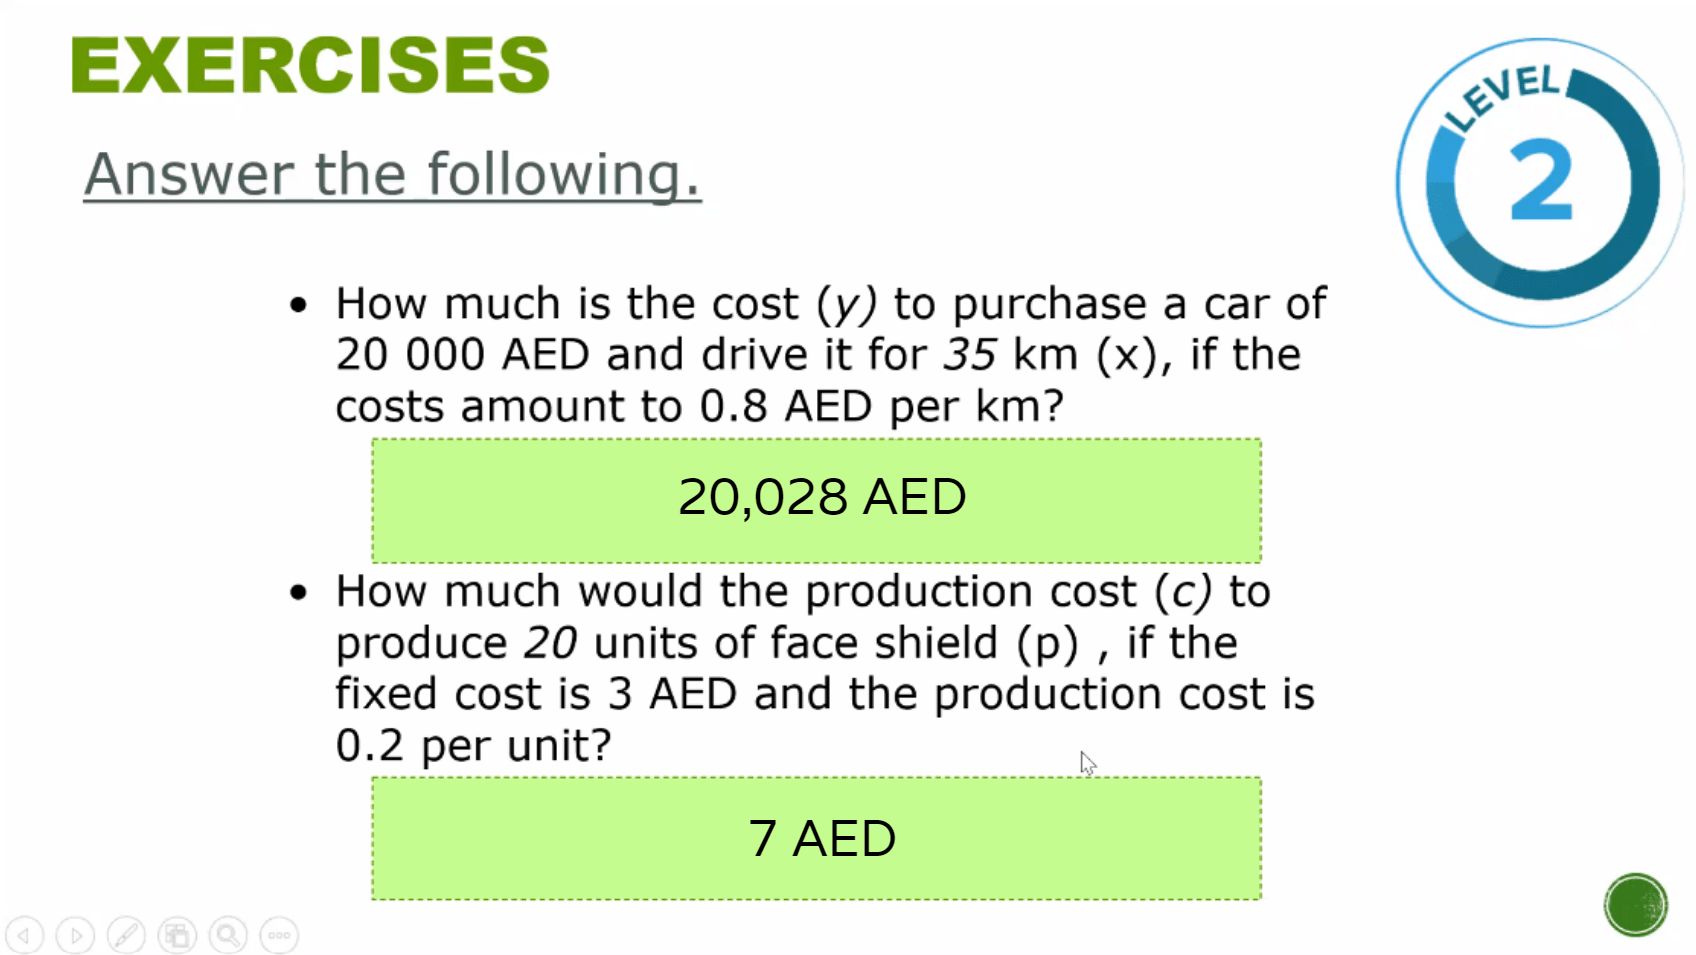 EXERCISES
LEVEL
2
Answer the following.
• How much is the cost (y) to purchase a car of
20 000 AED and drive it for 35 km (x), if the
costs amount to 0.8 AED per km?
20,028 AED
• How much would the production cost (c) to
produce 20 units of face shield (p) , if the
fixed cost is 3 AED and the production cost is
0.2 per unit?
7 AED